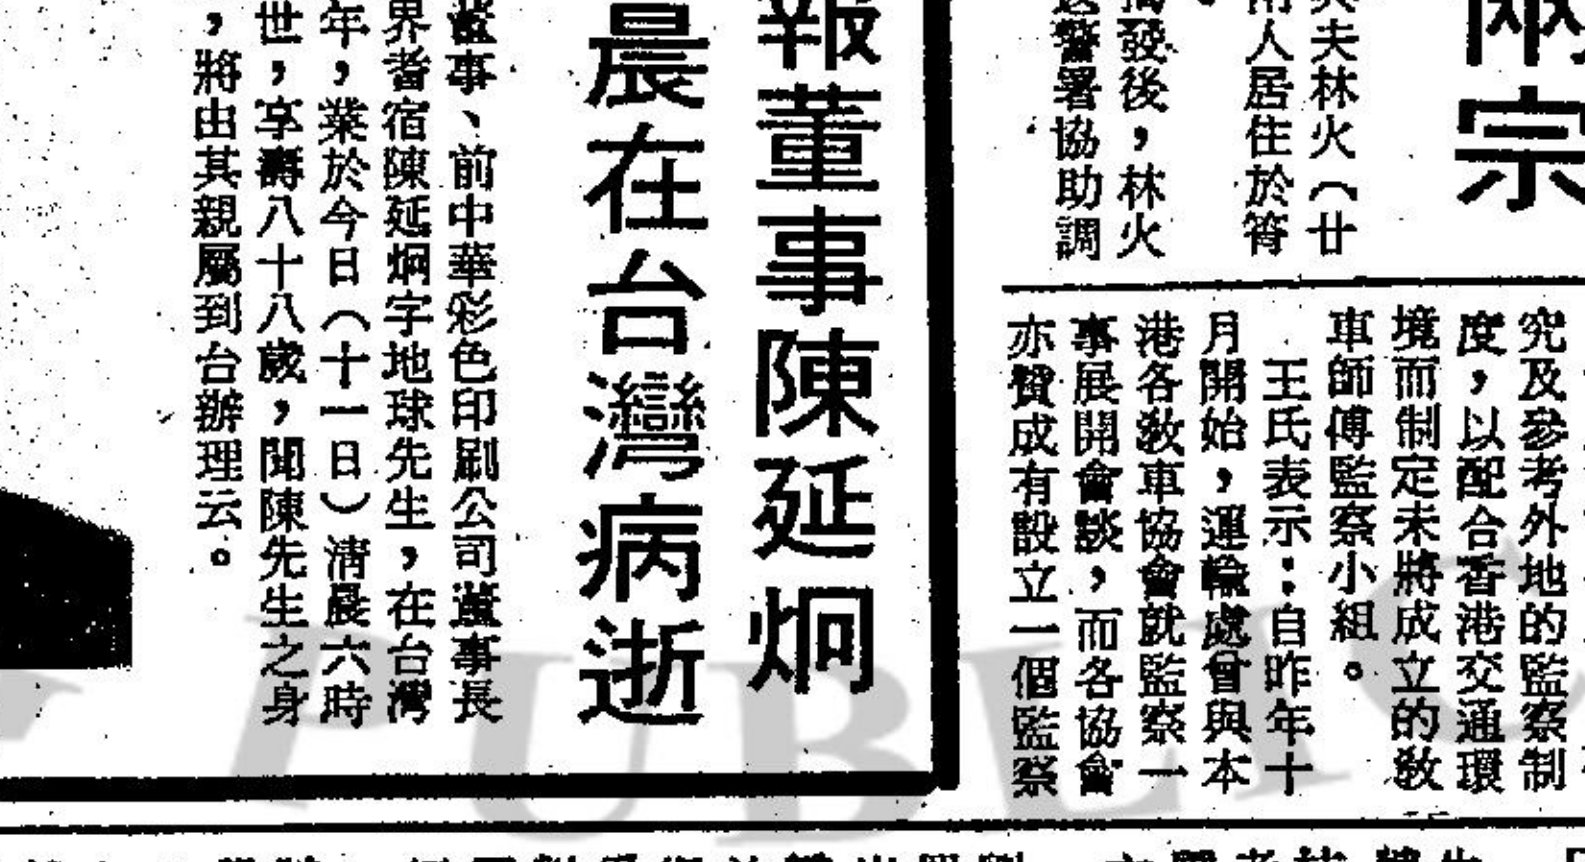 兩宗
夫林火（廿
兩人居住於筲
發後，林火
警署協助調
究及參考外地的監察制
度，以配合香港交通環
境而制定未將成立的敎
車師傅監察小組。
王氏表示：自昨年十
月開始，運輸處曾與本
港各敎車協會就監察一
事展開會談，而各協會
亦贊成有設立一個監察
報董事陳延炯
晨在台灣病逝
董事、前中華彩色印刷公司董事長
界耆宿陳延炯字地球先生，在台灣
年，業於今日（十一日）淸晨六時
世，享壽八十八歲，聞陳先生之身
，將由其親屬到台辦理云。
PUBLIC